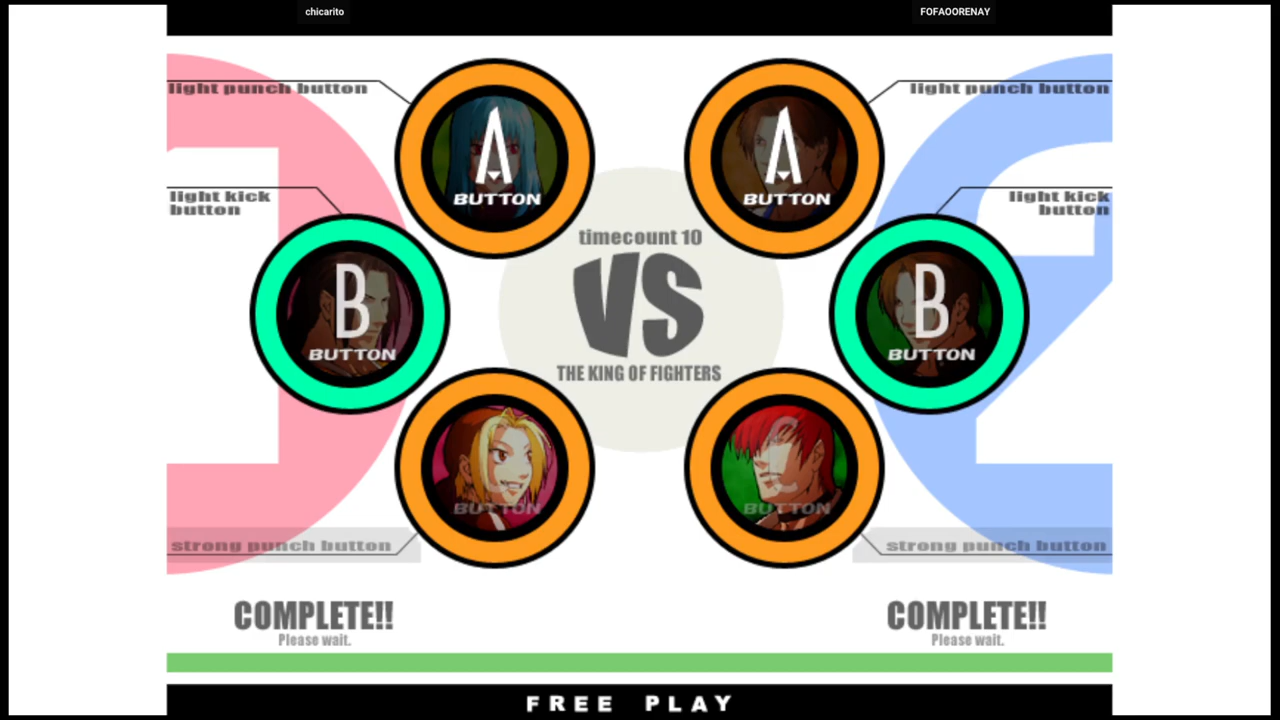 chicarito
FOFAOORENAY
light punch button
light punch button
A
BUTTON
A
BUTTON
light kick
button
light kick
button
timecount 10
VS
THE KING OF FIGHTERS
B
BUTTON
B
BUTTON
1
2
C
BUTTON
C
BUTTON
strong punch button
strong punch button
COMPLETE!!
Please wait.
COMPLETE!!
Please wait.
FREE PLAY